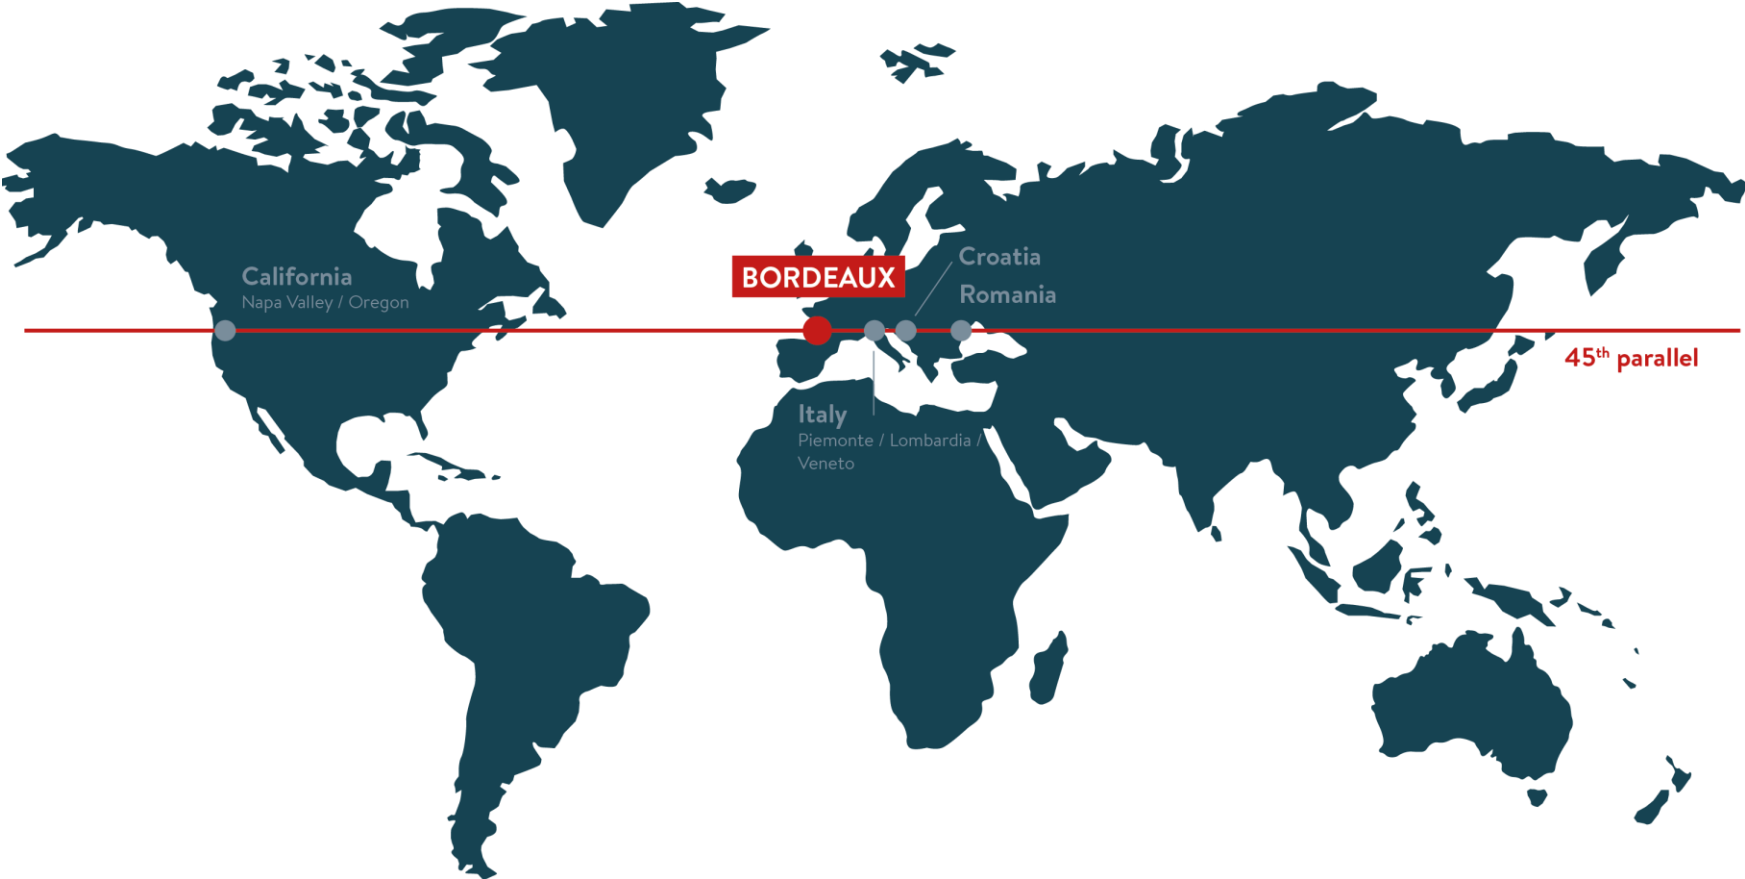 California
Napa Valley / Oregon
BORDEAUX
Croatia
Romania
45th parallel
Italy
Piemonte / Lombardia /
Veneto